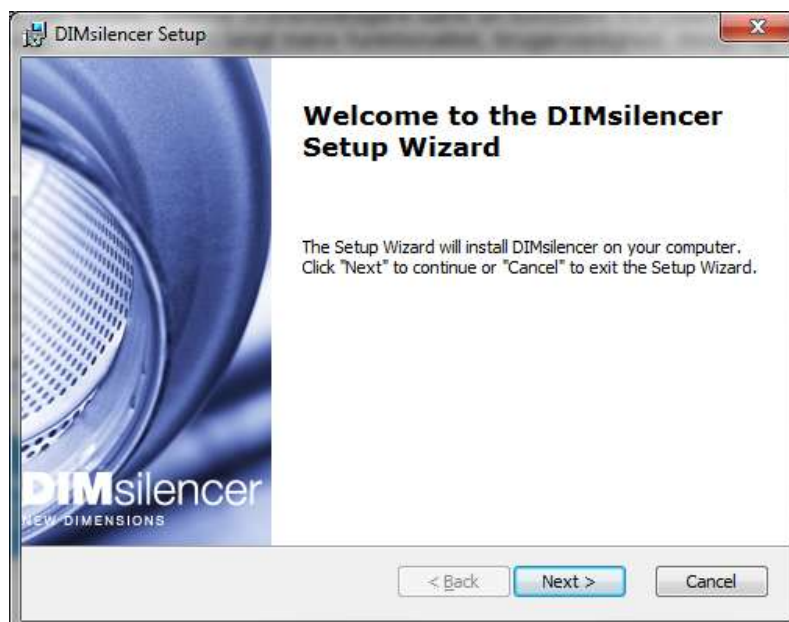 DIMsilencer Setup
Welcome to the DIMsilencer
Setup Wizard
The Setup Wizard will install DIMsilencer on your computer.
Click "Next" to continue or "Cancel" to exit the Setup Wizard.
DIMsilencer
NEW DIMENSIONS
< Back
Next >
Cancel